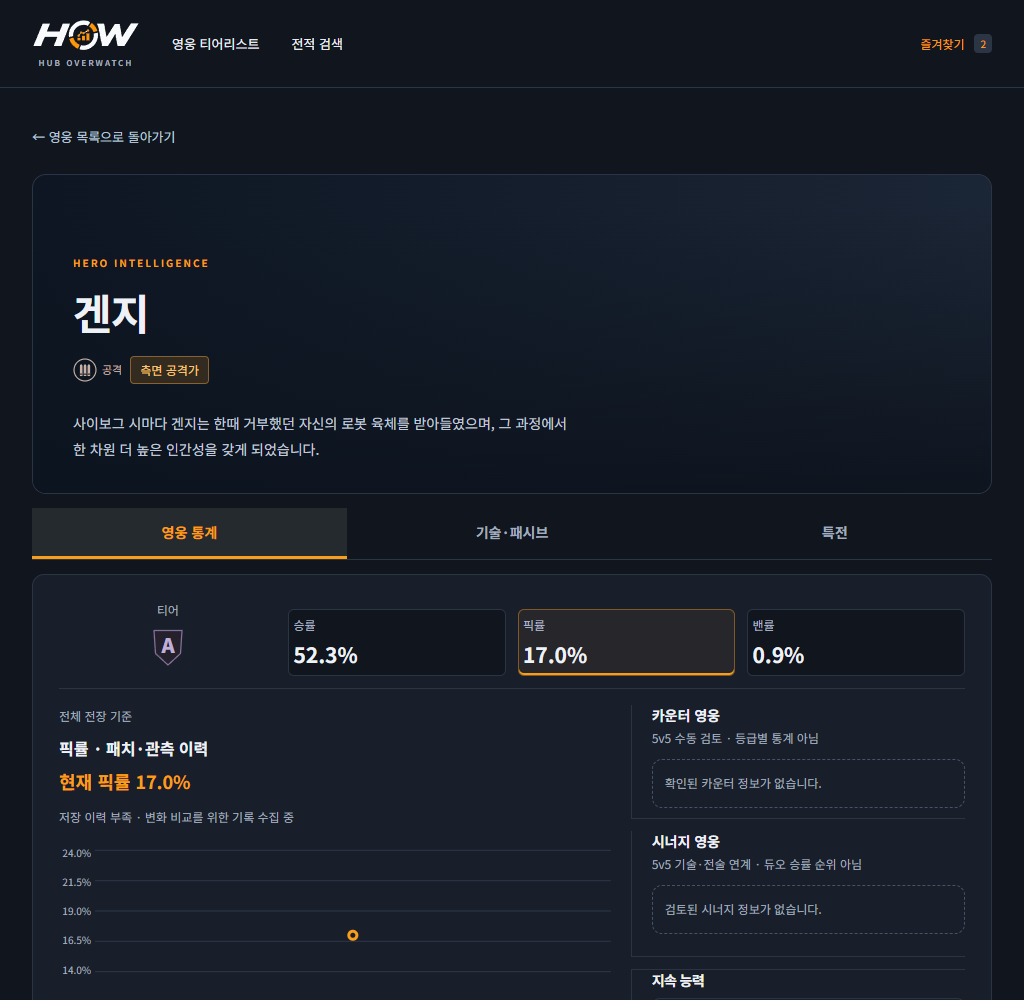 HOW
HUB OVERWATCH
영웅 티어리스트
전적 검색
즐겨찾기 2
← 영웅 목록으로 돌아가기
HERO INTELLIGENCE
겐지
공격
측면 공격가
사이보그 시마다 겐지는 한때 거부했던 자신의 로봇 육체를 받아들였으며, 그 과정에서
한 차원 더 높은 인간성을 갖게 되었습니다.
영웅 통계
기술·패시브
특전
티어
A
승률
52.3%
픽률
17.0%
밴률
0.9%
전체 전장 기준
픽률 · 패치·관측 이력
현재 픽률 17.0%
저장 이력 부족 · 변화 비교를 위한 기록 수집 중
24.0%
21.5%
19.0%
16.5%
14.0%
카운터 영웅
5v5 수동 검토 · 등급별 통계 아님
확인된 카운터 정보가 없습니다.
시너지 영웅
5v5 기술·전술 연계 · 듀오 승률 순위 아님
검토된 시너지 정보가 없습니다.
지속 능력